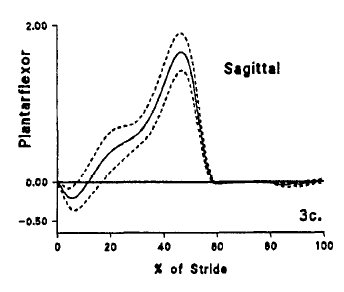 2.00
Sagittal
Plantarflexor
0.00
-0.50
3c.
0 20 40 60 80 100
% of Stride